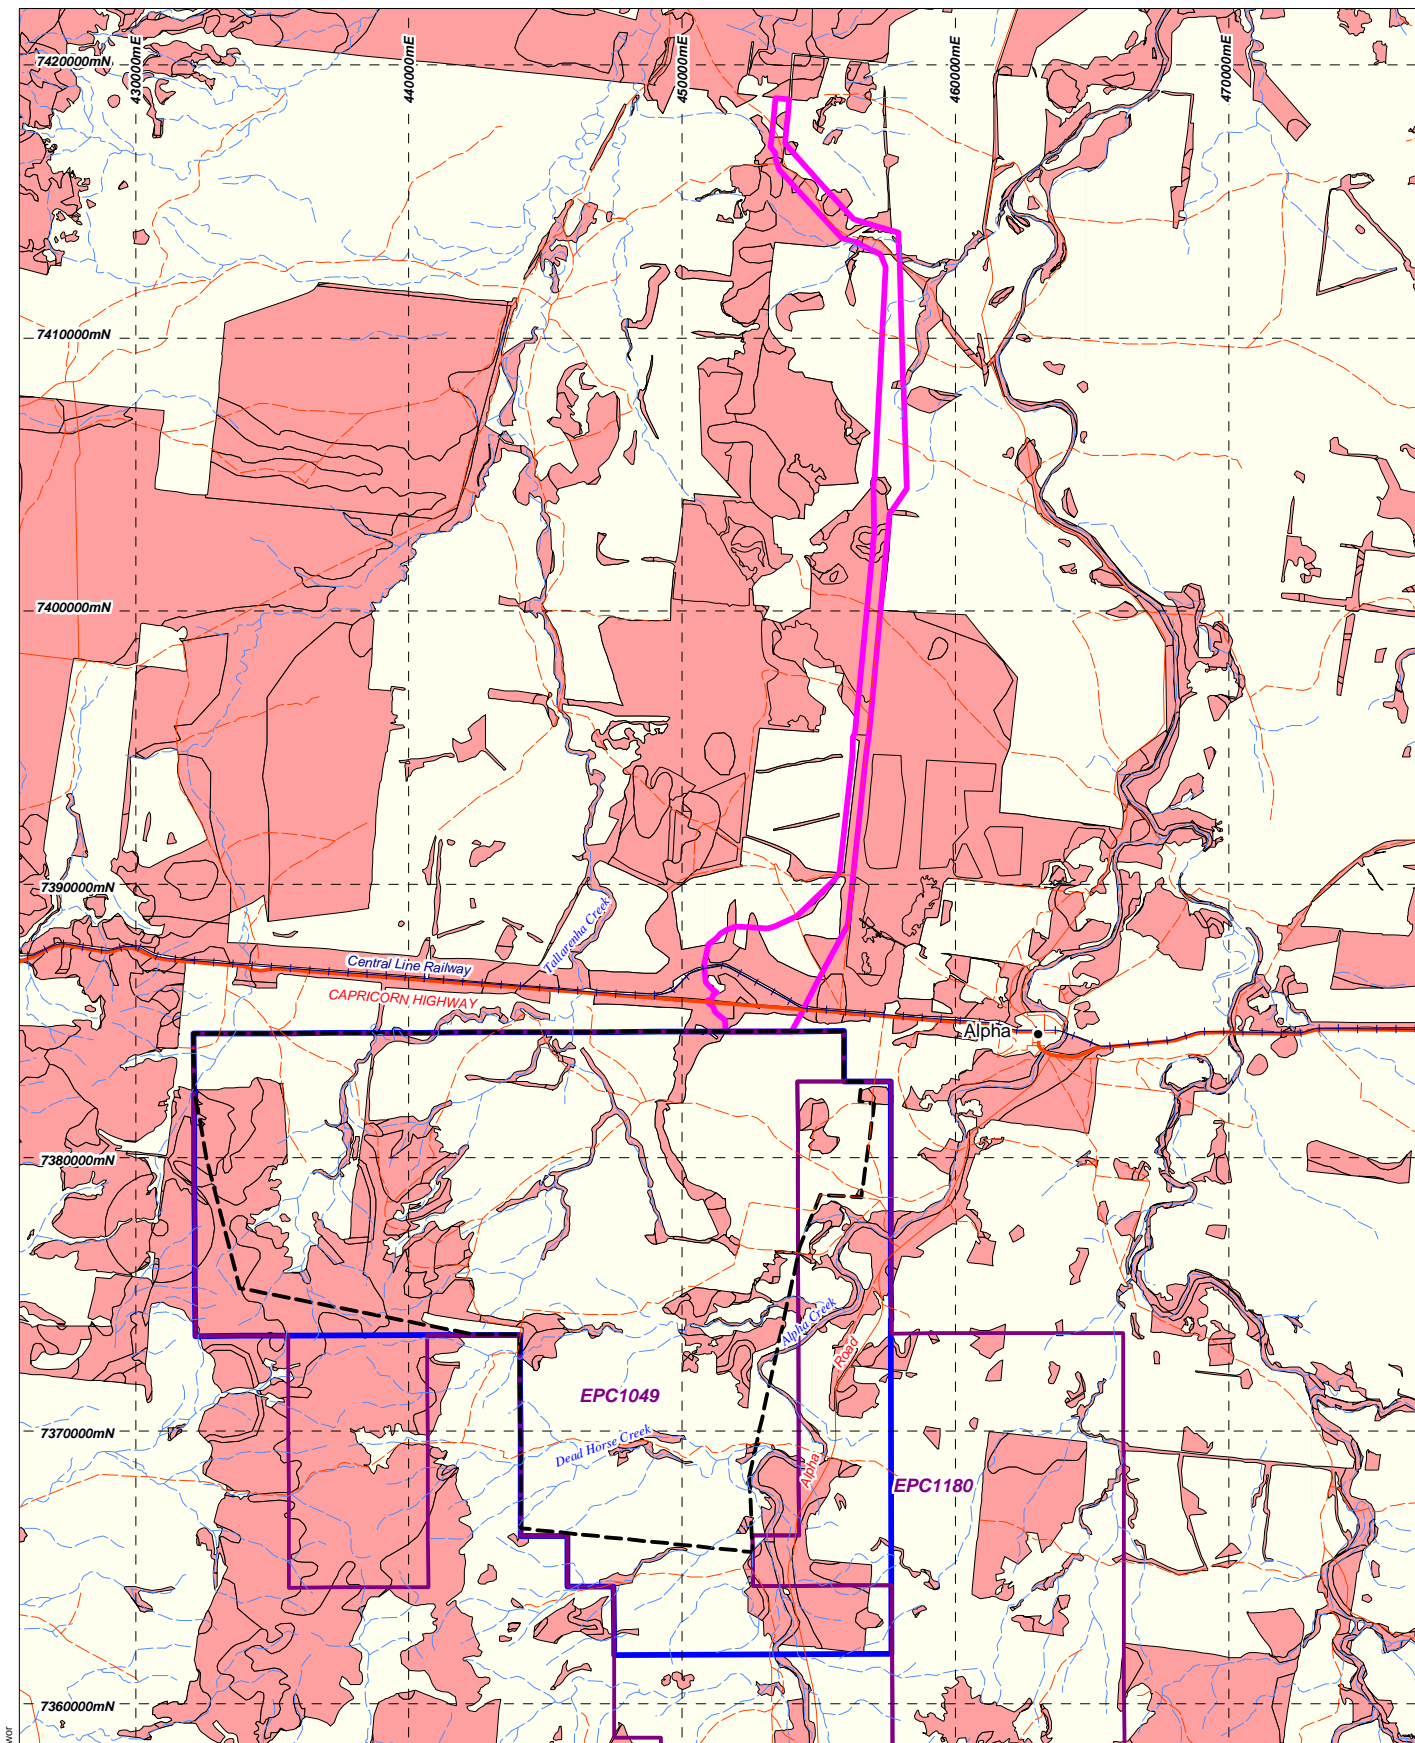 430000mE
440000mE
450000mE
460000mE
470000mE
7420000mN
7410000mN
7400000mN
7390000mN
Tallarenha Creek
Central Line Railway
CAPRICORN HIGHWAY
Alpha
7380000mN
Alpha Creek
Road
EPC1049
7370000mN
Dead Horse Creek
Alpha
EPC1180
7360000mN
wor